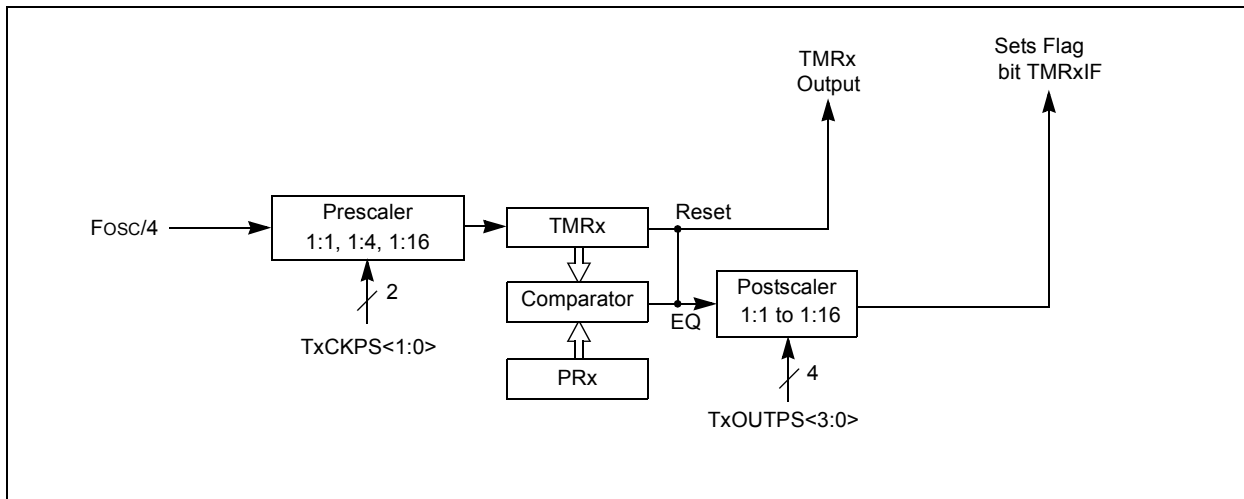 TMRx
Output
Sets Flag
bit TMRxIF
Fosc/4
Prescaler
1:1, 1:4, 1:16
TMRx
Reset
2
Comparator
EQ
Postscaler
1:1 to 1:16
TxCKPS<1:0>
PRx
4
TxOUTPS<3:0>